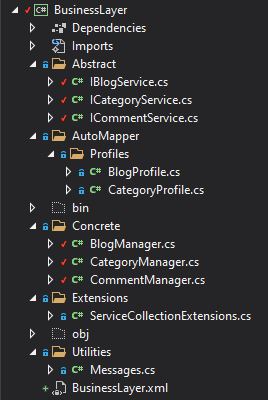 C# BusinessLayer
Dependencies
Imports
Abstract
C# IBlogService.cs
C# ICategoryService.cs
C# ICommentService.cs
AutoMapper
Profiles
C# BlogProfile.cs
C# CategoryProfile.cs
bin
Concrete
C# BlogManager.cs
C# CategoryManager.cs
C# CommentManager.cs
Extensions
C# ServiceCollectionExtensions.cs
obj
Utilities
C# Messages.cs
BusinessLayer.xml